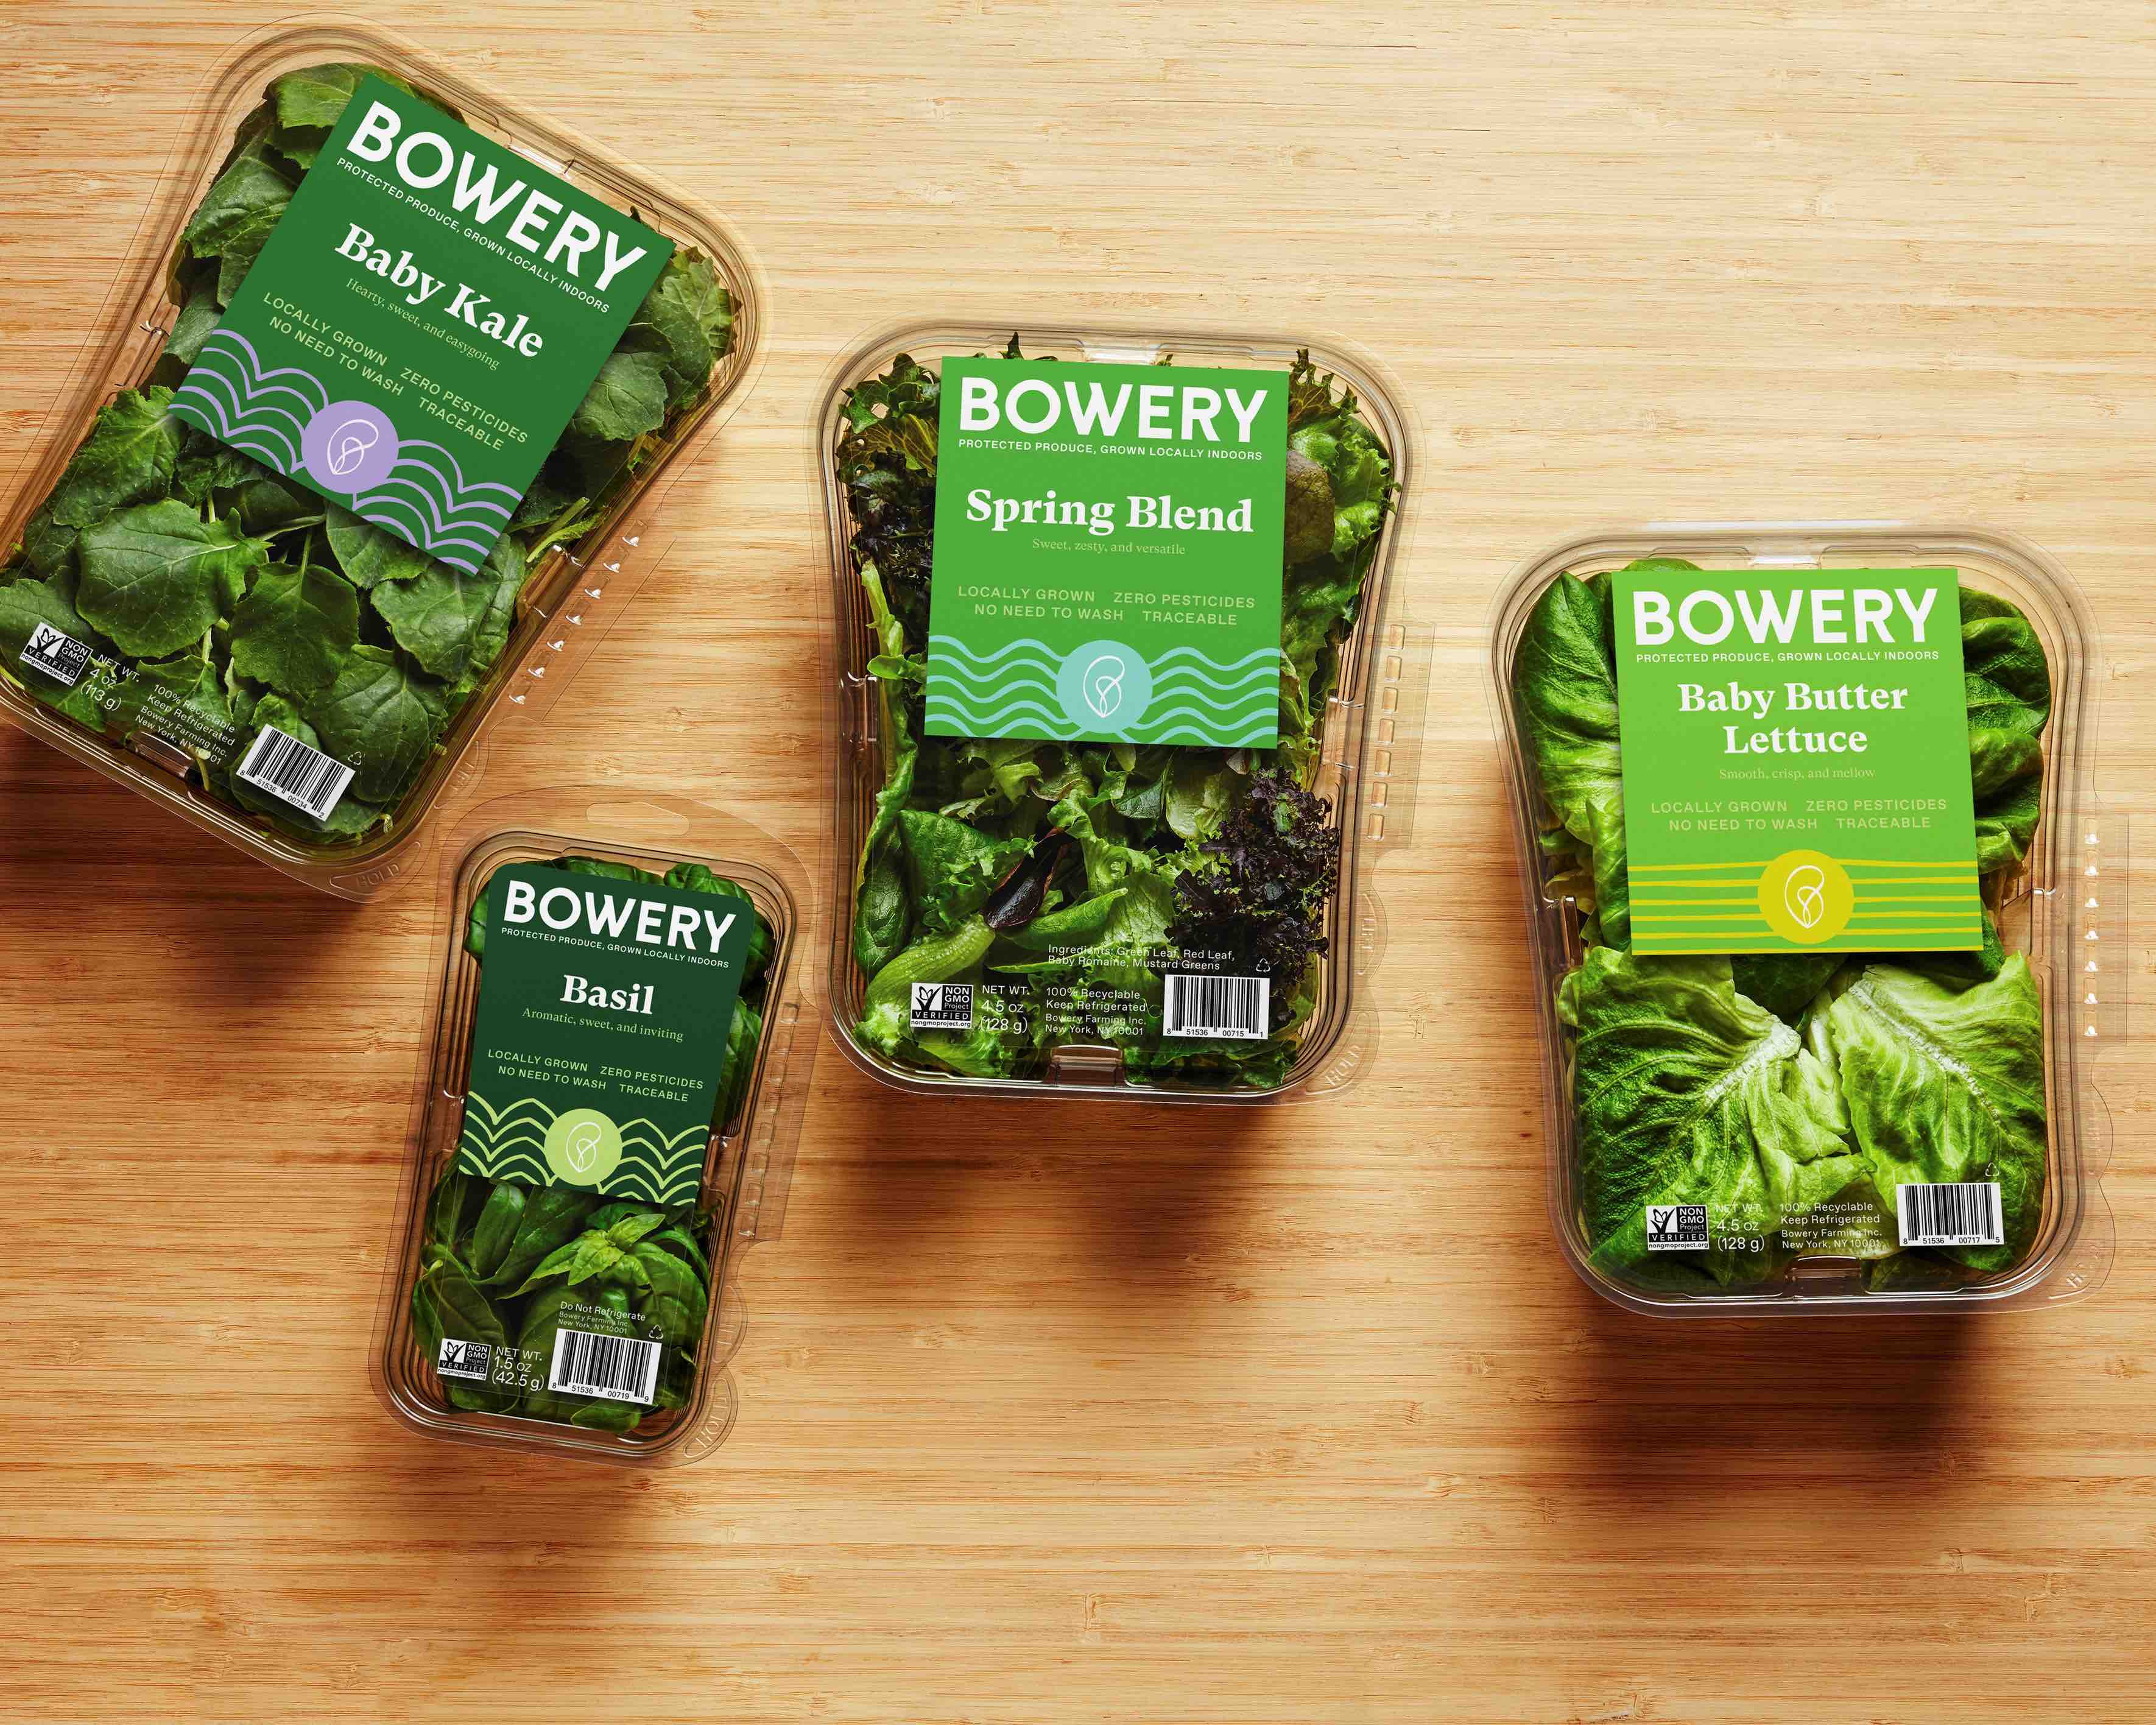 BOWERY
PROTECTED PRODUCE, GROWN LOCALLY INDOORS
Baby Kale
Hearty, sweet, and easygoing
LOCALLY GROWN ZERO PESTICIDES
NO NEED TO WASH TRACEABLE
NON
GMO
Project
VERIFIED
nongmoproject.org
NET WT.
4 oz
(113 g)
100% Recyclable
Keep Refrigerated
Bowery Farming Inc.
New York, NY 10001
8 51536 00734 2
HOLD
BOWERY
PROTECTED PRODUCE, GROWN LOCALLY INDOORS
Basil
Aromatic, sweet, and inviting
LOCALLY GROWN ZERO PESTICIDES
NO NEED TO WASH TRACEABLE
Do Not Refrigerate
Bowery Farming Inc.
New York, NY 10001
NON
GMO
Project
VERIFIED
nongmoproject.org
NET WT.
1.5 oz
(42.5 g)
8 51536 00719 9
HOLD
BOWERY
PROTECTED PRODUCE, GROWN LOCALLY INDOORS
Spring Blend
Sweet, zesty, and versatile
LOCALLY GROWN ZERO PESTICIDES
NO NEED TO WASH TRACEABLE
Ingredients: Green Leaf, Red Leaf,
Baby Romaine, Mustard Greens
NON
GMO
Project
VERIFIED
nongmoproject.org
NET WT.
4.5 oz
(128 g)
100% Recyclable
Keep Refrigerated
Bowery Farming Inc.
New York, NY 10001
8 51536 00715 1
HOLD
BOWERY
PROTECTED PRODUCE, GROWN LOCALLY INDOORS
Baby Butter
Lettuce
Smooth, crisp, and mellow
LOCALLY GROWN ZERO PESTICIDES
NO NEED TO WASH TRACEABLE
NON
GMO
Project
VERIFIED
nongmoproject.org
NET WT.
4.5 oz
(128 g)
100% Recyclable
Keep Refrigerated
Bowery Farming Inc.
New York, NY 10001
8 51536 00717 5